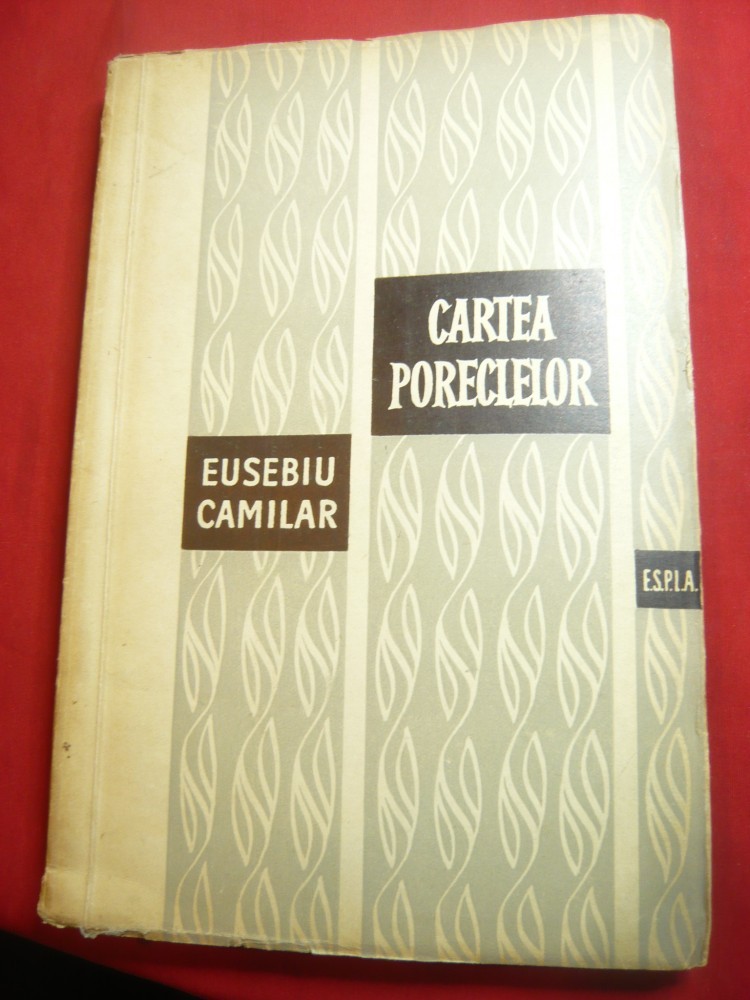 CARTEA
PORECLELOR
EUSEBIU
CAMILAR
E.S.P.L.A.